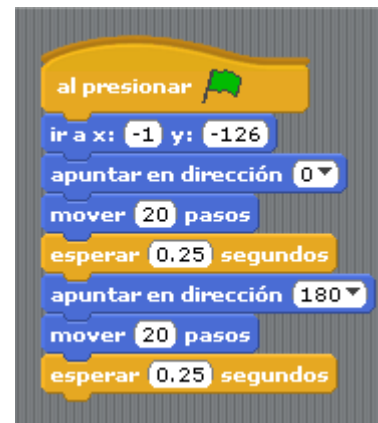 al presionar
ir a x: -1 y: -126
apuntar en dirección 0
mover 20 pasos
esperar 0.25 segundos
apuntar en dirección 180
mover 20 pasos
esperar 0.25 segundos